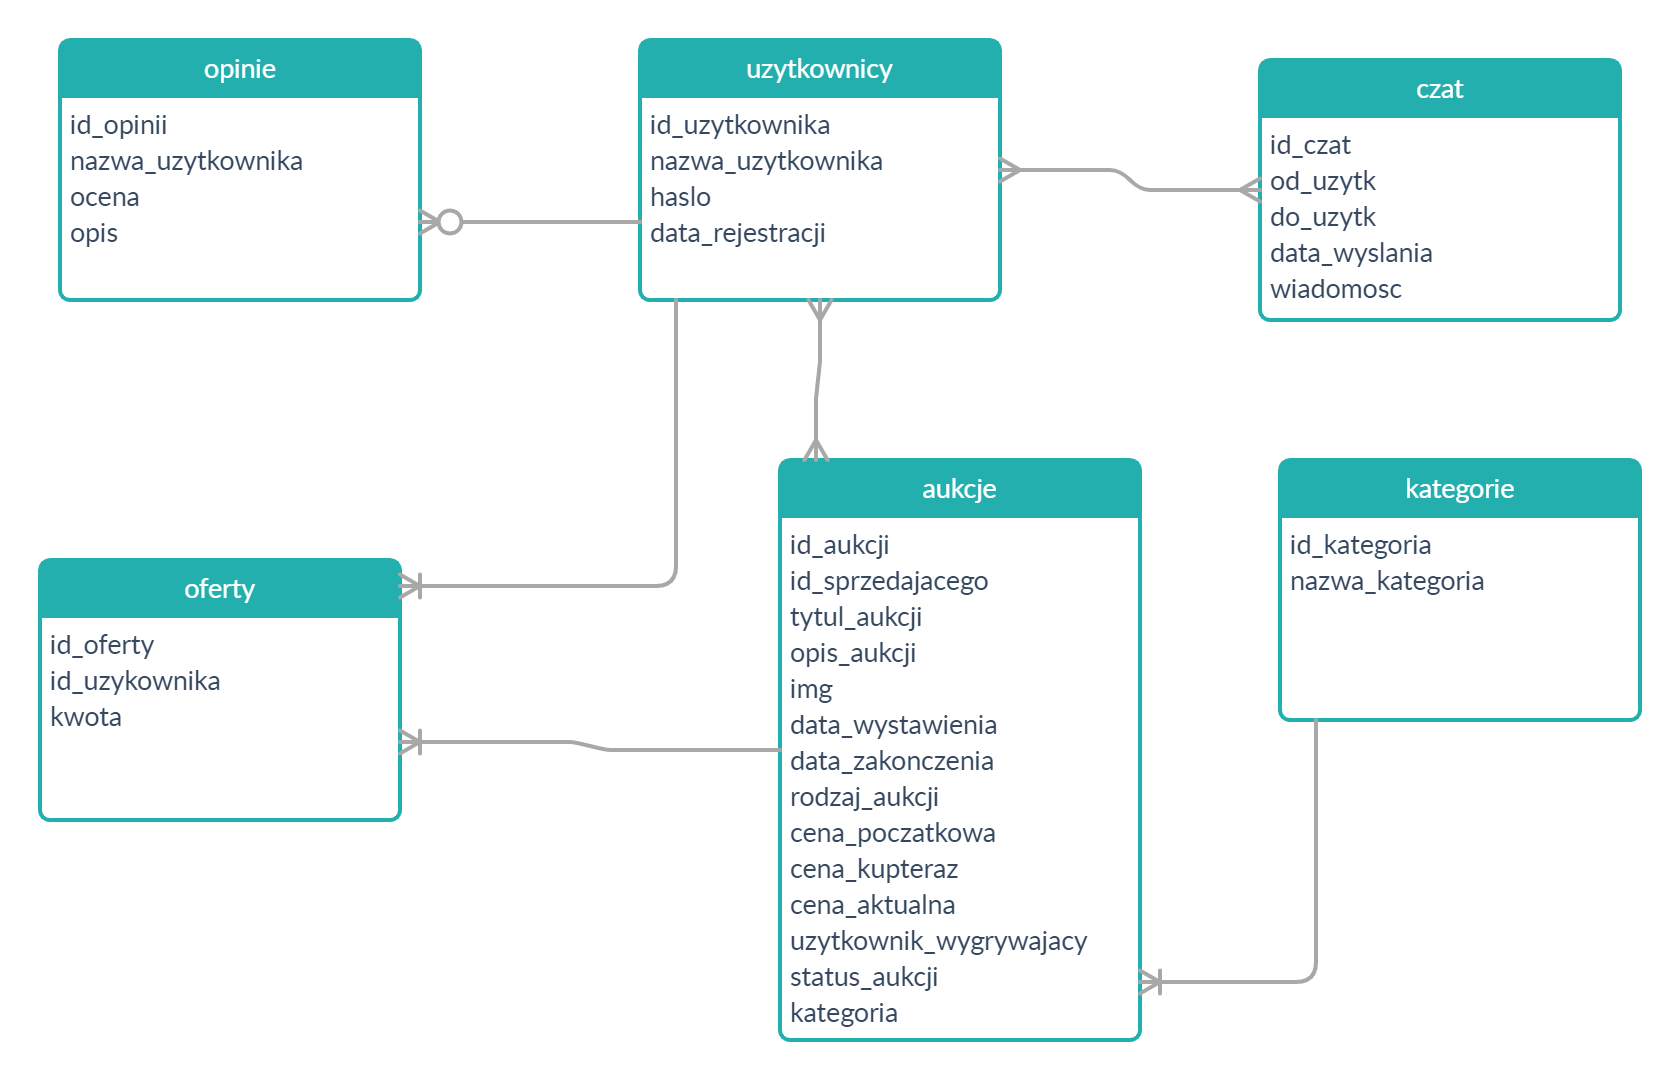 opinie
id_opinii
nazwa_uzytkownika
ocena
opis
uzytkownicy
id_uzytkownika
nazwa_uzytkownika
haslo
data_rejestracji
czat
id_czat
od_uzytk
do_uzytk
data_wyslania
wiadomosc
oferty
id_oferty
id_uzykownika
kwota
aukcje
id_aukcji
id_sprzedajacego
tytul_aukcji
opis_aukcji
img
data_wystawienia
data_zakonczenia
rodzaj_aukcji
cena_poczatkowa
cena_kupteraz
cena_aktualna
uzytkownik_wygrywajacy
status_aukcji
kategoria
kategorie
id_kategoria
nazwa_kategoria